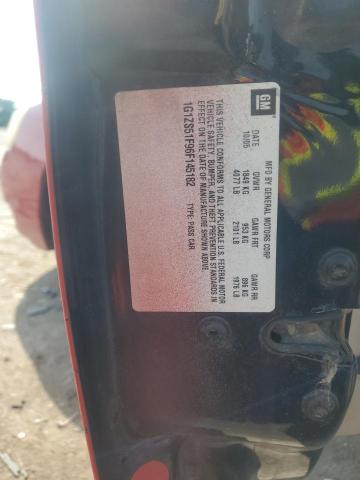 GM
MFD BY GENERAL MOTORS CORP
DATE GVWR GAWR FRT GAWR RR
10/05 1849 KG 953 KG 896 KG
4077 LB 2101 LB 1976 LB
THIS VEHICLE CONFORMS TO ALL APPLICABLE U.S. FEDERAL MOTOR
VEHICLE SAFETY, BUMPER, AND THEFT PREVENTION STANDARDS IN
EFFECT ON THE DATE OF MANUFACTURE SHOWN ABOVE.
1G1ZS51F96F145182 TYPE: PASS CAR